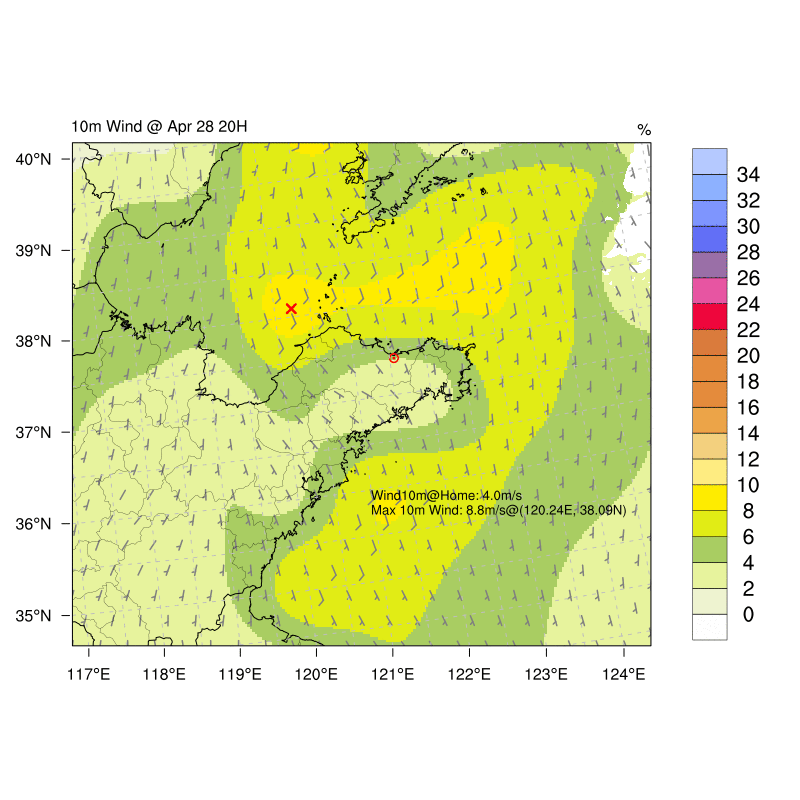 10m Wind @ Apr 28 20H
%
40°N
39°N
38°N
37°N
36°N
35°N
117°E
118°E
119°E
120°E
121°E
122°E
123°E
124°E
Wind10m@Home: 4.0m/s
Max 10m Wind: 8.8m/s@(120.24E, 38.09N)
34
32
30
28
26
24
22
20
18
16
14
12
10
8
6
4
2
0